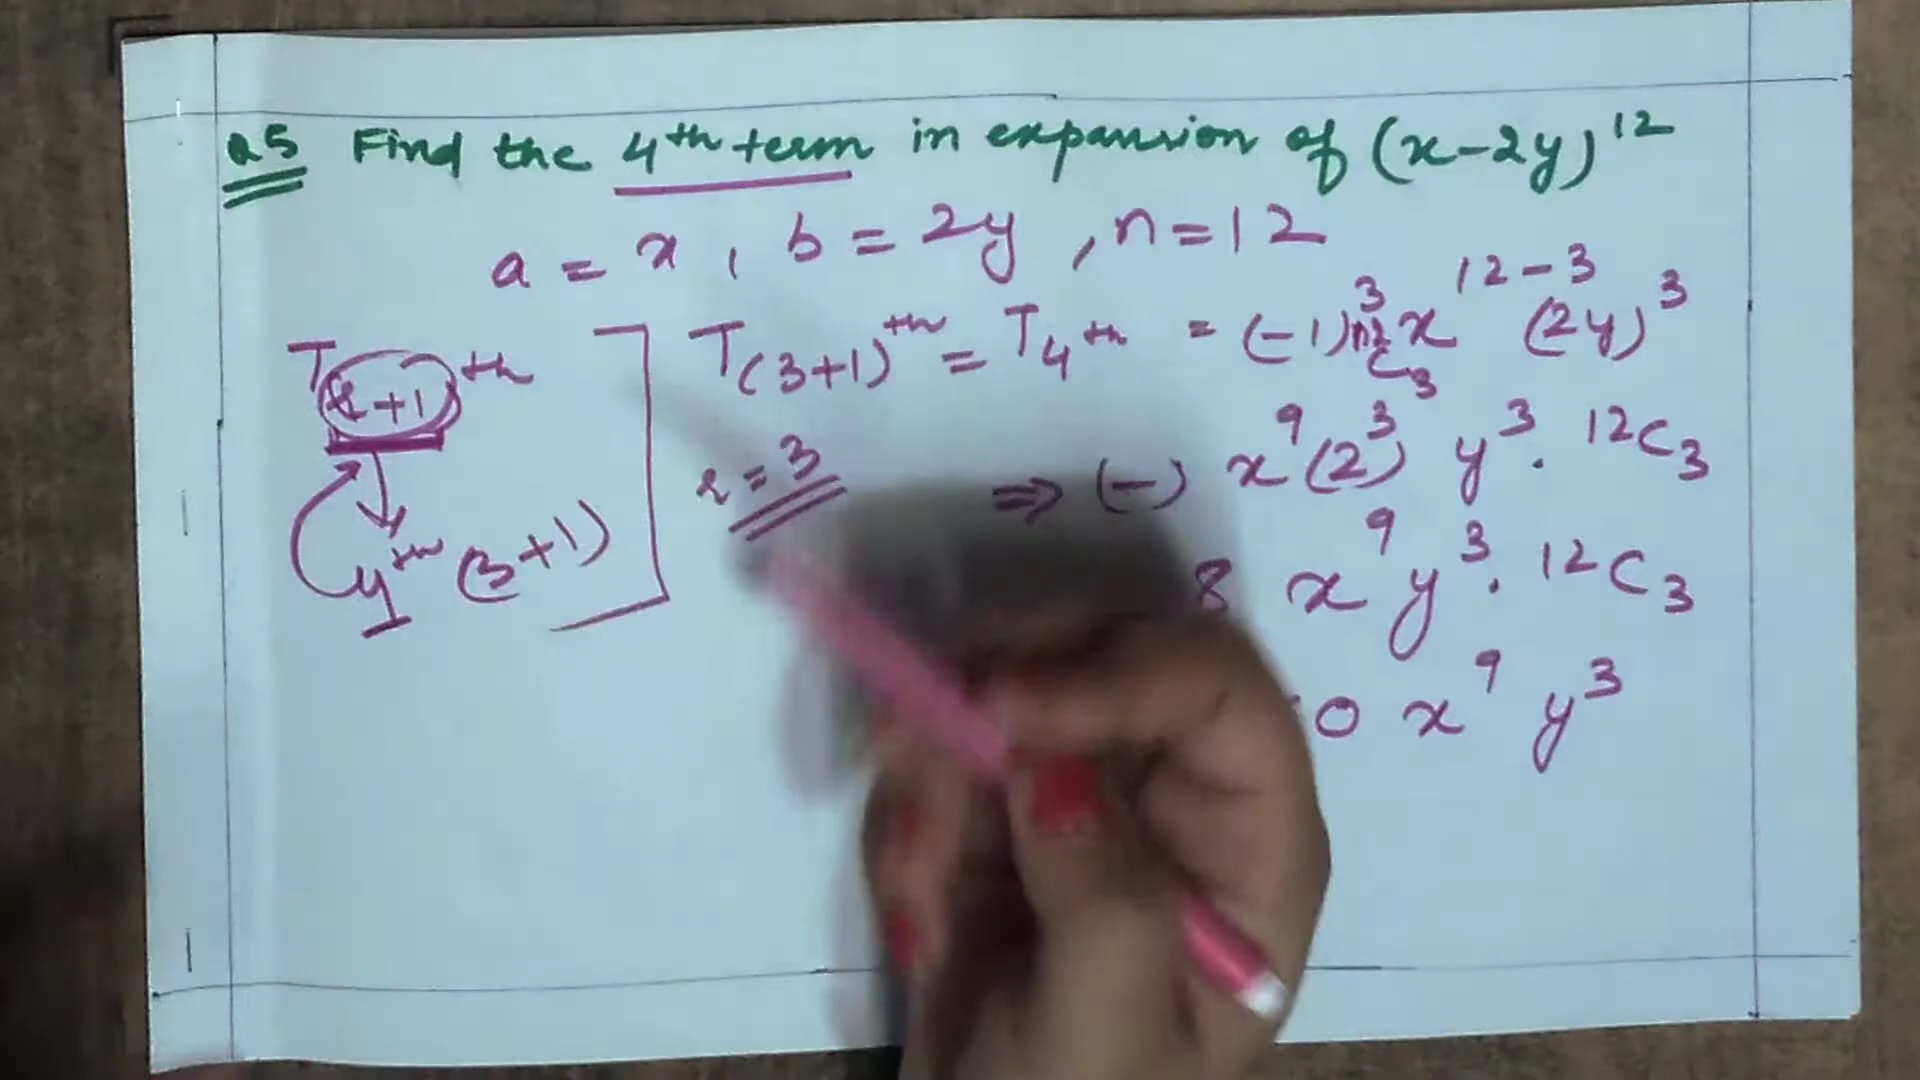 Q5 Find the 4th term in expansion of (x-2y)^12
a = x , b = 2y , n=12
T(r+1)th
4th (3+1)
T(3+1)th = T4th = (-1)^3 12C3 x^12-3 (2y)^3
r = 3
⇒ (-) x^9 (2)^3 y^3 . 12C3
8 x^9 y^3 . 12C3
0 x^9 y^3